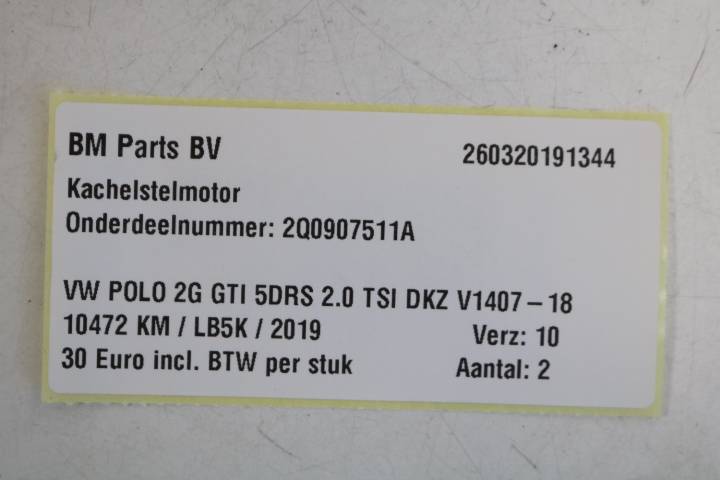 BM Parts BV 260320191344
Kachelstelmotor
Onderdeelnummer: 2Q0907511A
VW POLO 2G GTI 5DRS 2.0 TSI DKZ V1407 – 18
10472 KM / LB5K / 2019 Verz: 10
30 Euro incl. BTW per stuk Aantal: 2